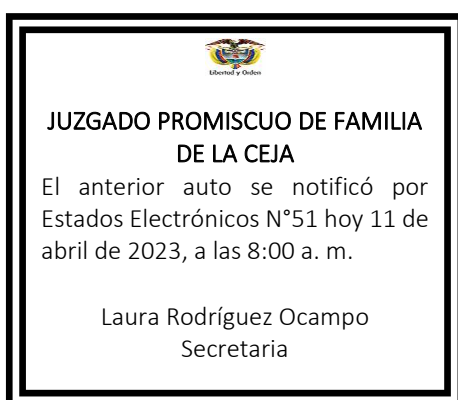 Libertad y Orden
JUZGADO PROMISCUO DE FAMILIA
DE LA CEJA
El anterior auto se notificó por
Estados Electrónicos N°51 hoy 11 de
abril de 2023, a las 8:00 a. m.
Laura Rodríguez Ocampo
Secretaria